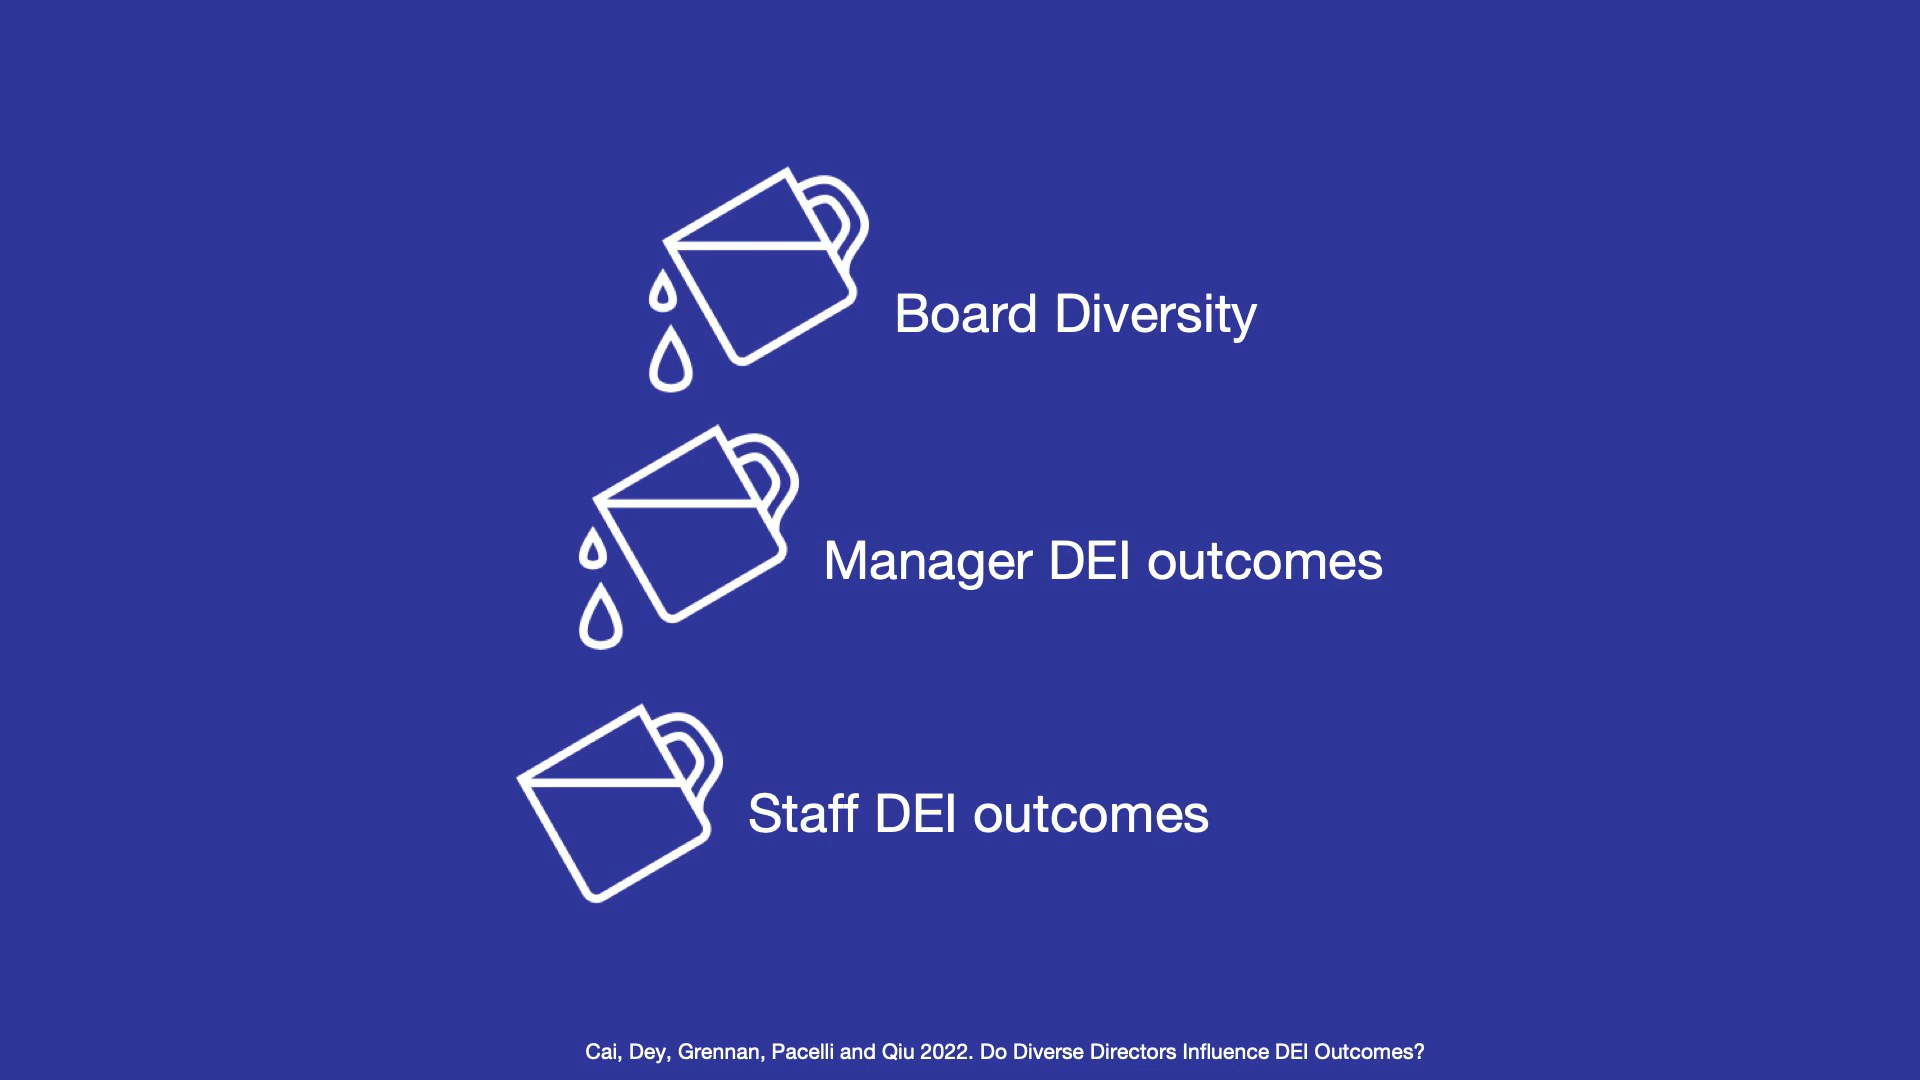 Board Diversity
Manager DEI outcomes
Staff DEI outcomes
Cai, Dey, Grennan, Pacelli and Qiu 2022. Do Diverse Directors Influence DEI Outcomes?